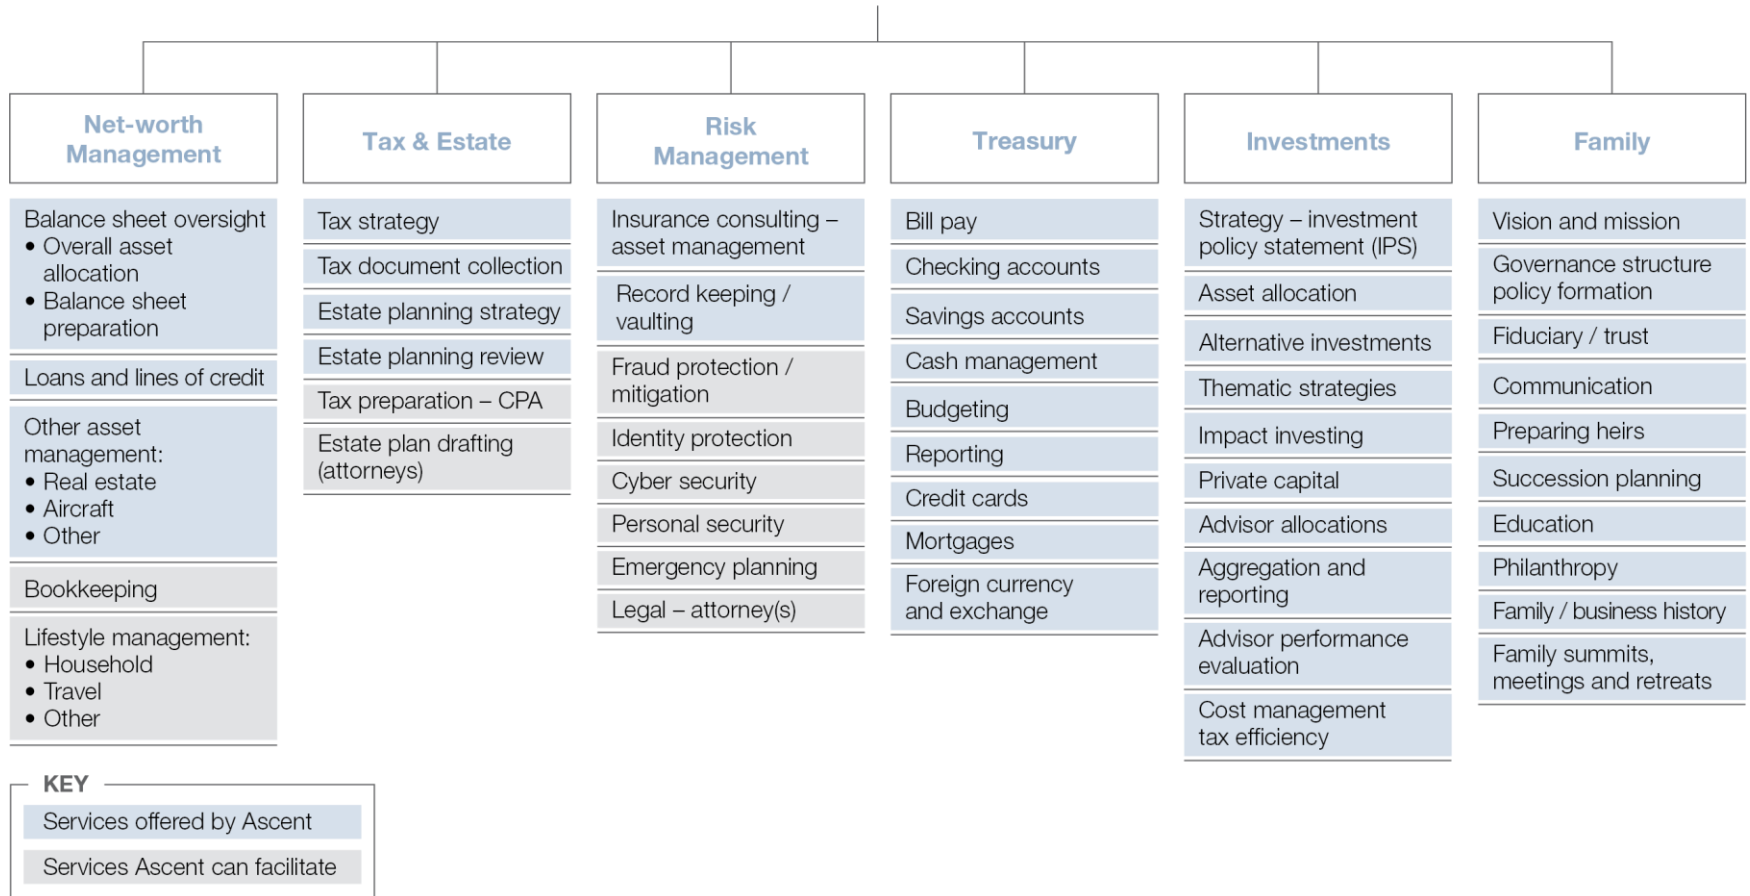 Net-worth
Management
Tax & Estate
Risk
Management
Treasury
Investments
Family
Balance sheet oversight
• Overall asset
allocation
• Balance sheet
preparation
Loans and lines of credit
Other asset
management:
• Real estate
• Aircraft
• Other
Bookkeeping
Lifestyle management:
• Household
• Travel
• Other
Tax strategy
Tax document collection
Estate planning strategy
Estate planning review
Tax preparation – CPA
Estate plan drafting
(attorneys)
Insurance consulting –
asset management
Record keeping /
vaulting
Fraud protection /
mitigation
Identity protection
Cyber security
Personal security
Emergency planning
Legal – attorney(s)
Bill pay
Checking accounts
Savings accounts
Cash management
Budgeting
Reporting
Credit cards
Mortgages
Foreign currency
and exchange
Strategy – investment
policy statement (IPS)
Asset allocation
Alternative investments
Thematic strategies
Impact investing
Private capital
Advisor allocations
Aggregation and
reporting
Advisor performance
evaluation
Cost management
tax efficiency
Vision and mission
Governance structure
policy formation
Fiduciary / trust
Communication
Preparing heirs
Succession planning
Education
Philanthropy
Family / business history
Family summits,
meetings and retreats
KEY
Services offered by Ascent
Services Ascent can facilitate